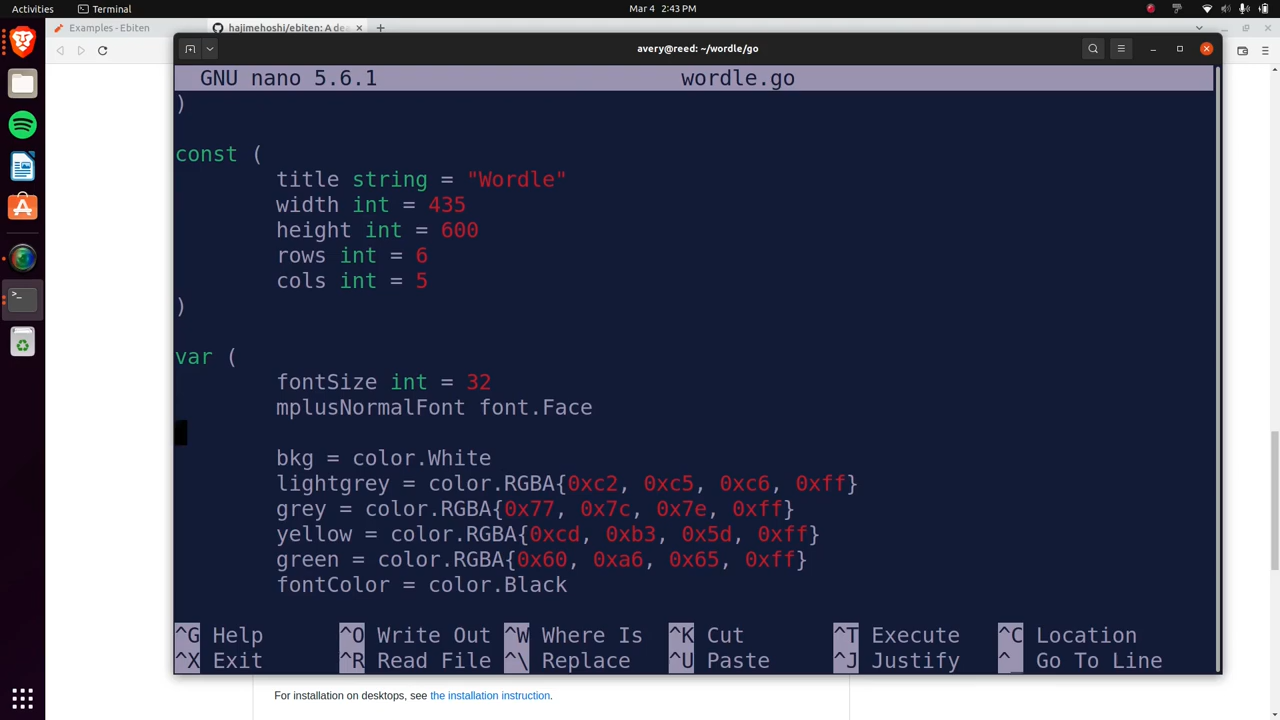 Activities Terminal Mar 4 2:43 PM
Examples - Ebiten hajimehoshi/ebiten: A de
avery@reed: ~/wordle/go
GNU nano 5.6.1 wordle.go
)
const (
title string = "Wordle"
width int = 435
height int = 600
rows int = 6
cols int = 5
)
var (
fontSize int = 32
mplusNormalFont font.Face
bkg = color.White
lightgrey = color.RGBA{0xc2, 0xc5, 0xc6, 0xff}
grey = color.RGBA{0x77, 0x7c, 0x7e, 0xff}
yellow = color.RGBA{0xcd, 0xb3, 0x5d, 0xff}
green = color.RGBA{0x60, 0xa6, 0x65, 0xff}
fontColor = color.Black
^G Help ^O Write Out ^W Where Is ^K Cut ^T Execute ^C Location
^X Exit ^R Read File ^\ Replace ^U Paste ^J Justify ^_ Go To Line
For installation on desktops, see the installation instruction.